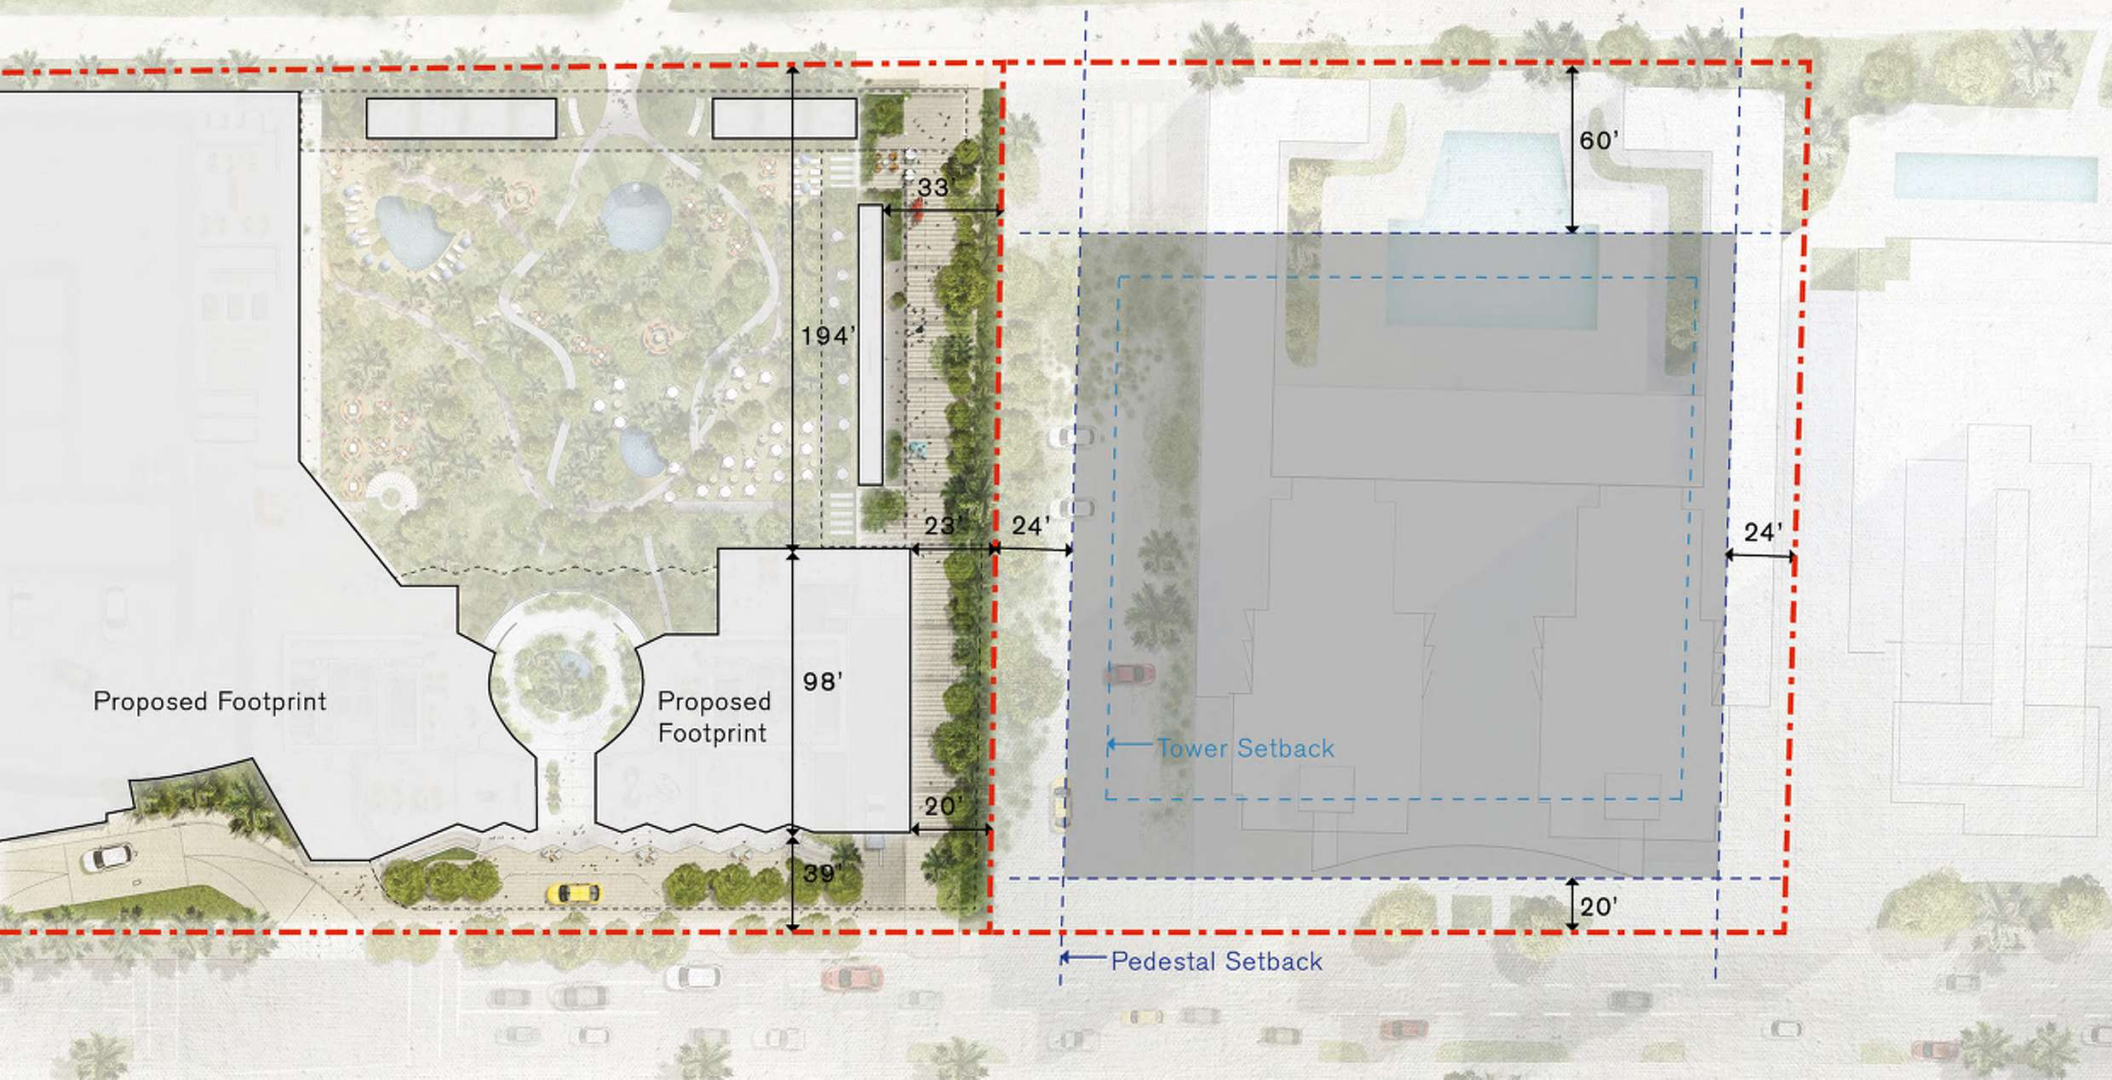 60'
33'
194'
23'
24'
24'
98'
Proposed Footprint
Proposed
Footprint
Tower Setback
20'
39'
20'
Pedestal Setback